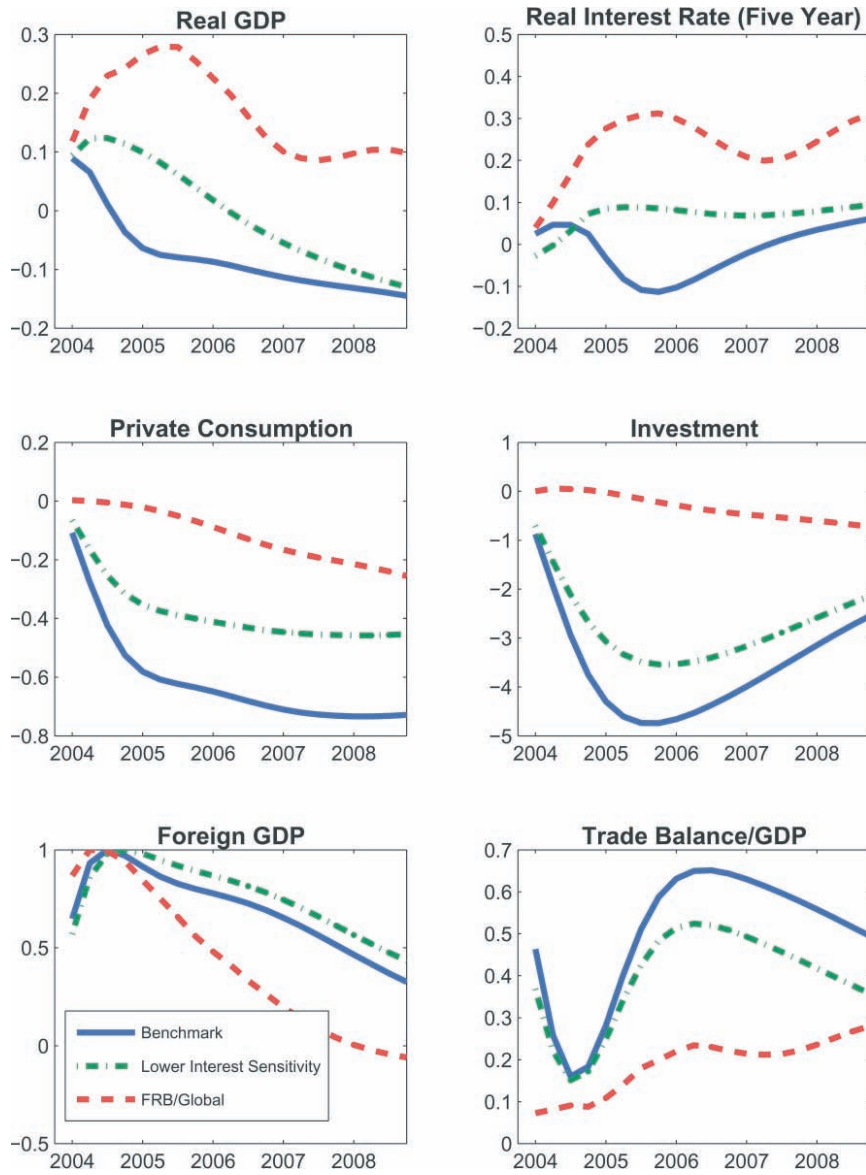 Real GDP
0.3
0.2
0.1
0
−0.1
−0.2
2004 2005 2006 2007 2008
Real Interest Rate (Five Year)
0.5
0.4
0.3
0.2
0.1
0
−0.1
−0.2
2004 2005 2006 2007 2008
Private Consumption
0.2
0
−0.2
−0.4
−0.6
−0.8
2004 2005 2006 2007 2008
Investment
1
0
−1
−2
−3
−4
−5
2004 2005 2006 2007 2008
Foreign GDP
1
0.5
0
−0.5
Benchmark
Lower Interest Sensitivity
FRB/Global
2004 2005 2006 2007 2008
Trade Balance/GDP
0.7
0.6
0.5
0.4
0.3
0.2
0.1
0
2004 2005 2006 2007 2008